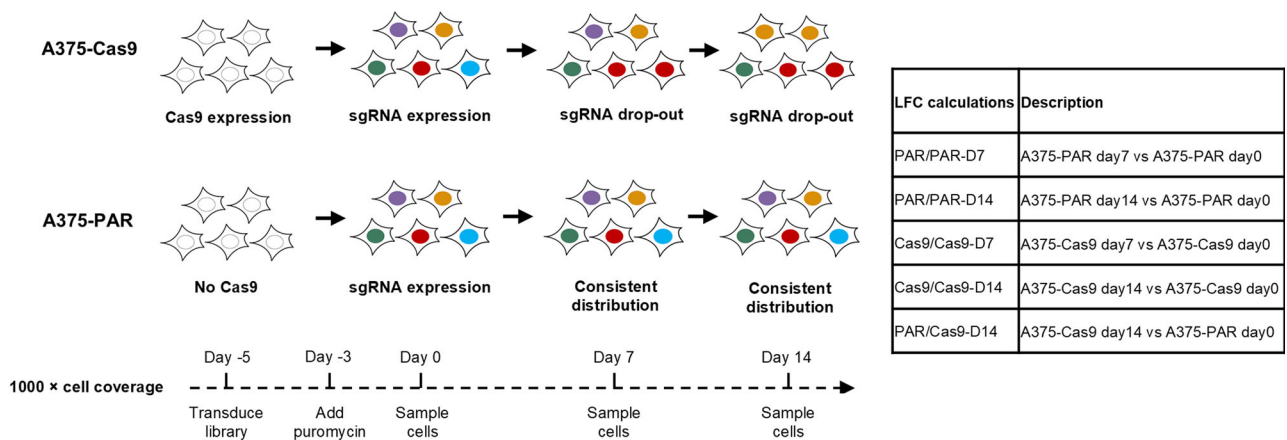 A375-Cas9
Cas9 expression
sgRNA expression
sgRNA drop-out
sgRNA drop-out
A375-PAR
No Cas9
sgRNA expression
Consistent
distribution
Consistent
distribution
1000 × cell coverage
Day -5
Day -3
Day 0
Day 7
Day 14
Transduce
library
Add
puromycin
Sample
cells
Sample
cells
Sample
cells
LFC calculations Description
PAR/PAR-D7 A375-PAR day7 vs A375-PAR day0
PAR/PAR-D14 A375-PAR day14 vs A375-PAR day0
Cas9/Cas9-D7 A375-Cas9 day7 vs A375-Cas9 day0
Cas9/Cas9-D14 A375-Cas9 day14 vs A375-Cas9 day0
PAR/Cas9-D14 A375-Cas9 day14 vs A375-PAR day0